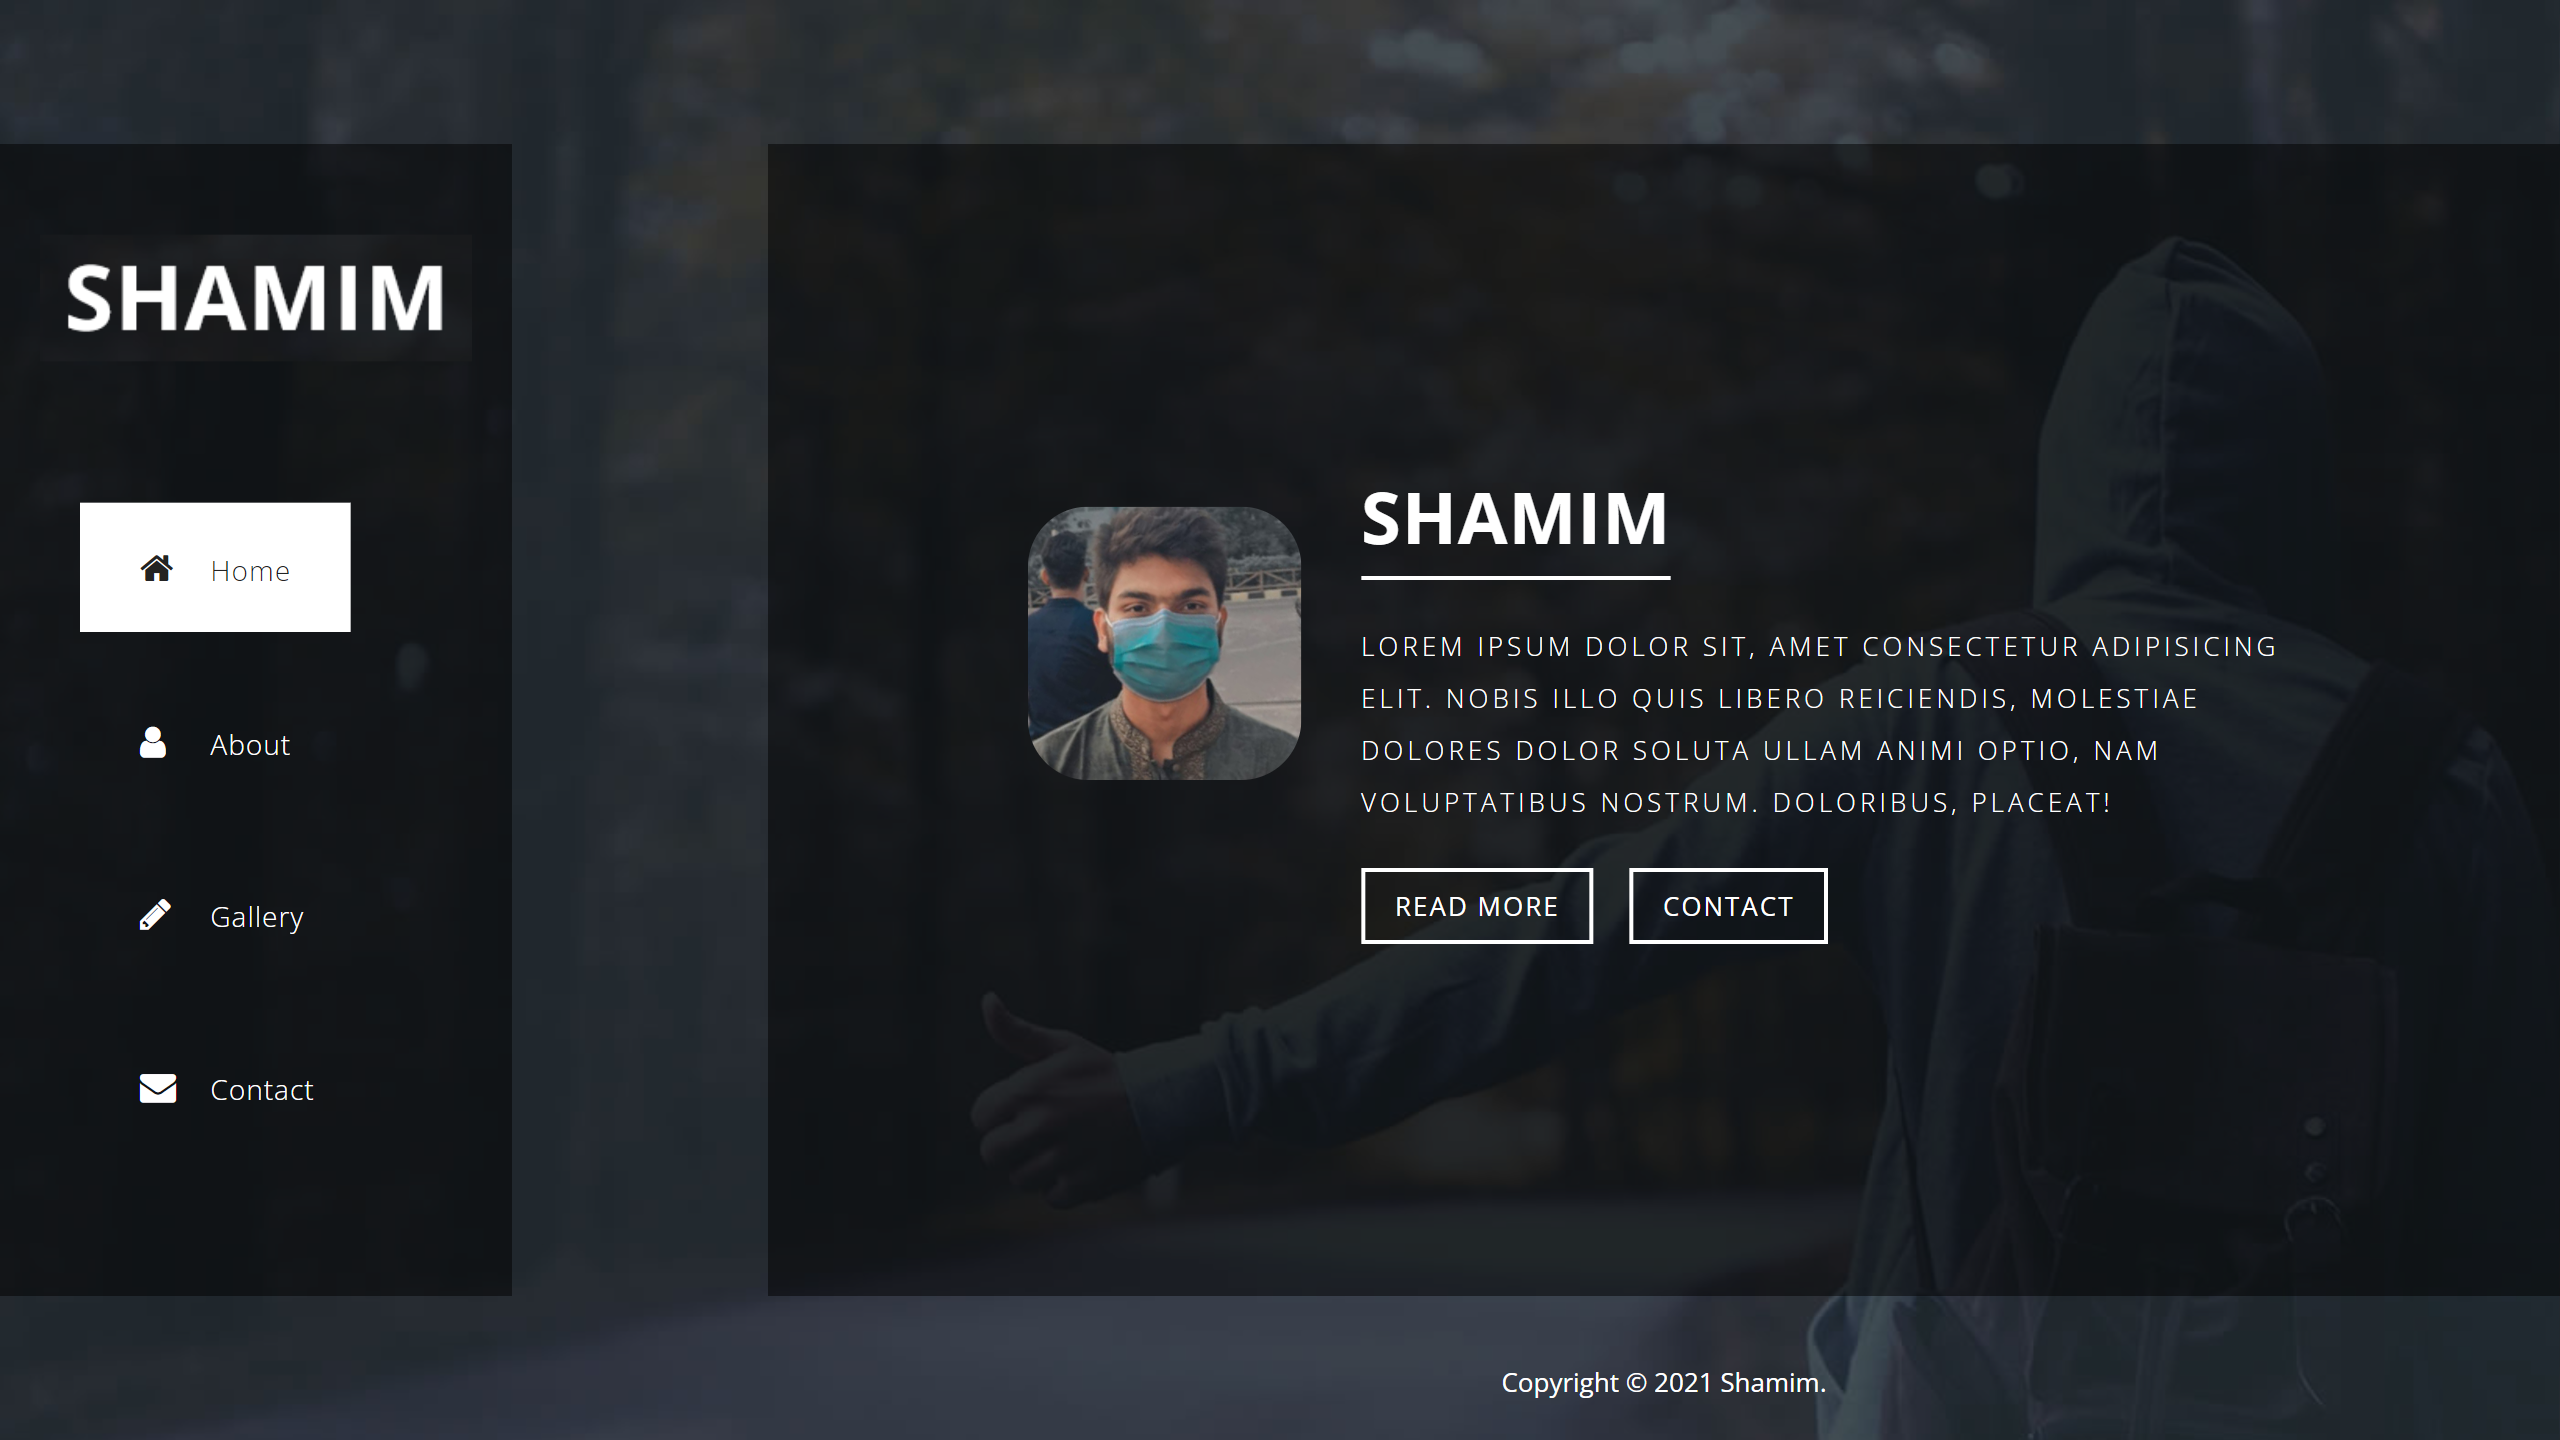 SHAMIM
Home
About
Gallery
Contact
SHAMIM
LOREM IPSUM DOLOR SIT, AMET CONSECTETUR ADIPISICING
ELIT. NOBIS ILLO QUIS LIBERO REICIENDIS, MOLESTIAE
DOLORES DOLOR SOLUTA ULLAM ANIMI OPTIO, NAM
VOLUPTATIBUS NOSTRUM. DOLORIBUS, PLACEAT!
READ MORE
CONTACT
Copyright © 2021 Shamim.